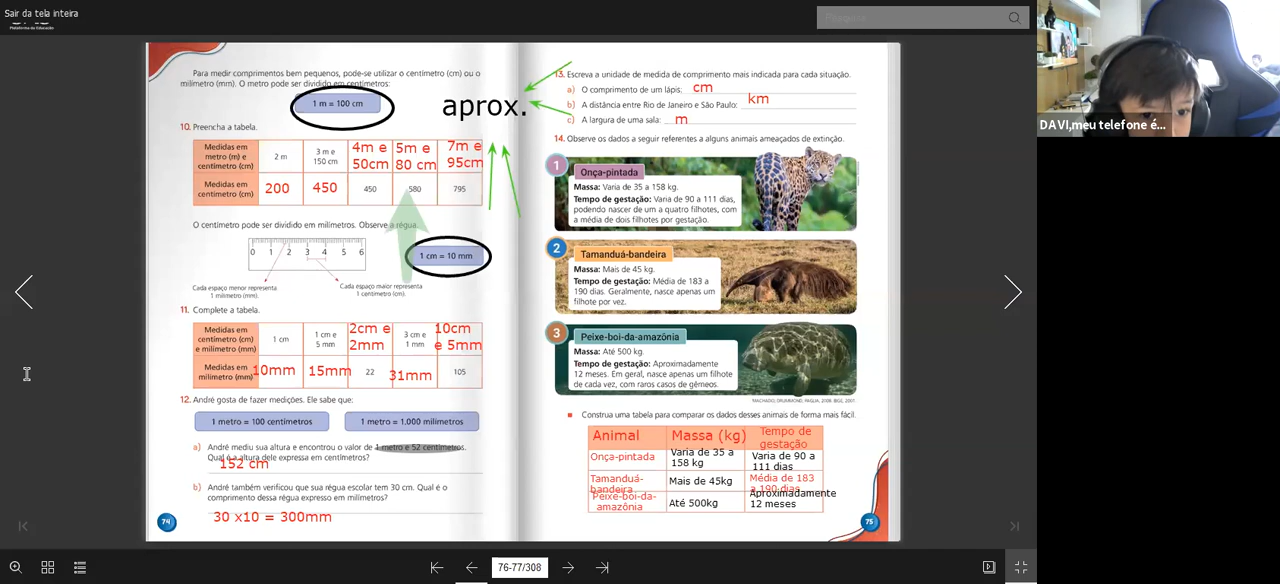 Sair da tela inteira
Plataforma da Educação
Pesquise
Para medir comprimentos bem pequenos, pode-se utilizar o centímetro (cm) ou o
milímetro (mm). O metro pode ser dividido em centímetros:
1 m = 100 cm
aprox.
10. Preencha a tabela.
Medidas em metro (m) e centímetro (cm) 2 m 3 m e 150 cm 4m e 50cm 5m e 80 cm 7m e 95cm
Medidas em centímetro (cm) 200 450 450 580 795
O centímetro pode ser dividido em milímetros. Observe a régua.
0 1 2 3 4 5 6
1 cm = 10 mm
Cada espaço menor representa
1 milímetro (mm).
Cada espaço maior representa
1 centímetro (cm).
11. Complete a tabela.
Medidas em centímetro (cm) e milímetro (mm) 1 cm 1 cm e 5 mm 2cm e 2mm 3 cm e 1 mm 10cm e 5mm
Medidas em milímetro (mm) 10mm 15mm 22 31mm 105
12. André gosta de fazer medições. Ele sabe que:
1 metro = 100 centímetros
1 metro = 1.000 milímetros
a) André mediu sua altura e encontrou o valor de 1 metro e 52 centímetros.
Qual é a altura dele expressa em centímetros?
152 cm
b) André também verificou que sua régua escolar tem 30 cm. Qual é o
comprimento dessa régua expresso em milímetros?
30 x10 = 300mm
74
13. Escreva a unidade de medida de comprimento mais indicada para cada situação.
a) O comprimento de um lápis: cm
b) A distância entre Rio de Janeiro e São Paulo: km
c) A largura de uma sala: m
14. Observe os dados a seguir referentes a alguns animais ameaçados de extinção.
1
Onça-pintada
Massa: Varia de 35 a 158 kg.
Tempo de gestação: Varia de 90 a 111 dias,
podendo nascer de um a quatro filhotes, com
a média de dois filhotes por gestação.
2
Tamanduá-bandeira
Massa: Mais de 45 kg.
Tempo de gestação: Média de 183 a
190 dias. Geralmente, nasce apenas um
filhote por vez.
3
Peixe-boi-da-amazônia
Massa: Até 500 kg.
Tempo de gestação: Aproximadamente
12 meses. Em geral, nasce apenas um filhote
de cada vez, com raros casos de gêmeos.
Construa uma tabela para comparar os dados desses animais de forma mais fácil.
Animal Massa (kg) Tempo de gestação
Onça-pintada Varia de 35 a 158 kg Varia de 90 a 111 dias
Tamanduá-bandeira Mais de 45kg Média de 183 a 190 dias
Peixe-boi-da-amazônia Até 500kg Aproximadamente 12 meses
75
76-77/308
DAVI,meu telefone é...